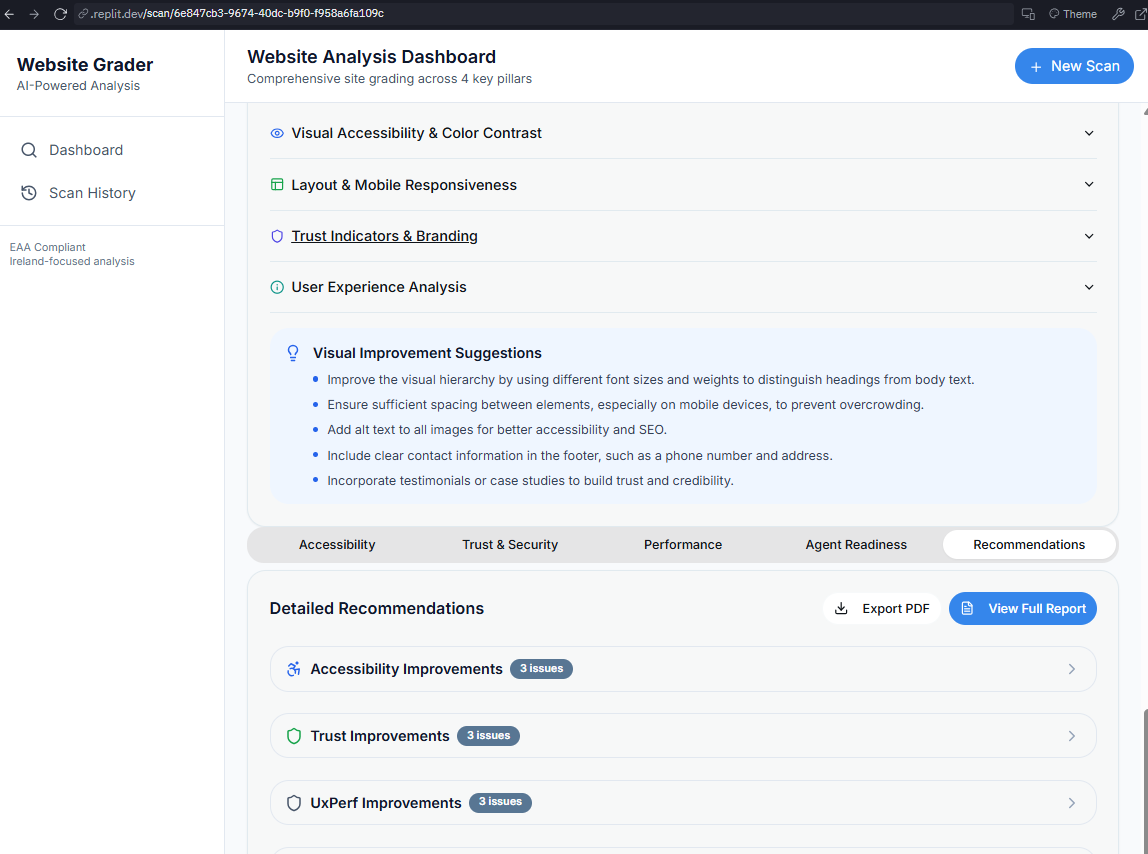 .replit.dev/scan/6e847cb3-9674-40dc-b9f0-f958a6fa109c
Theme
Website Grader
AI-Powered Analysis
Dashboard
Scan History
EAA Compliant
Ireland-focused analysis
Website Analysis Dashboard
Comprehensive site grading across 4 key pillars
New Scan
Visual Accessibility & Color Contrast
Layout & Mobile Responsiveness
Trust Indicators & Branding
User Experience Analysis
Visual Improvement Suggestions
Improve the visual hierarchy by using different font sizes and weights to distinguish headings from body text.
Ensure sufficient spacing between elements, especially on mobile devices, to prevent overcrowding.
Add alt text to all images for better accessibility and SEO.
Include clear contact information in the footer, such as a phone number and address.
Incorporate testimonials or case studies to build trust and credibility.
Accessibility Trust & Security Performance Agent Readiness Recommendations
Detailed Recommendations Export PDF View Full Report
Accessibility Improvements 3 issues
Trust Improvements 3 issues
UxPerf Improvements 3 issues